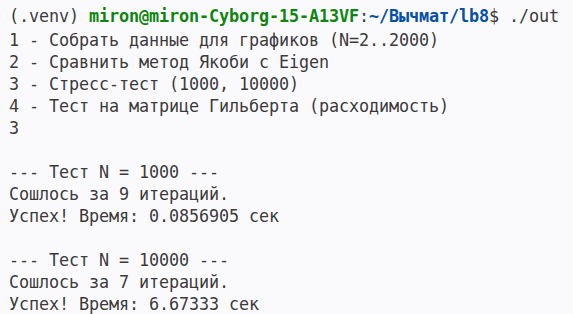 (.venv) miron@miron-Cyborg-15-A13VF:~/Вычмат/lb8$ ./out
1 - Собрать данные для графиков (N=2..2000)
2 - Сравнить метод Якоби с Eigen
3 - Стресс-тест (1000, 10000)
4 - Тест на матрице Гильберта (расходимость)
3

--- Тест N = 1000 ---
Сошлось за 9 итераций.
Успех! Время: 0.0856905 сек

--- Тест N = 10000 ---
Сошлось за 7 итераций.
Успех! Время: 6.67333 сек